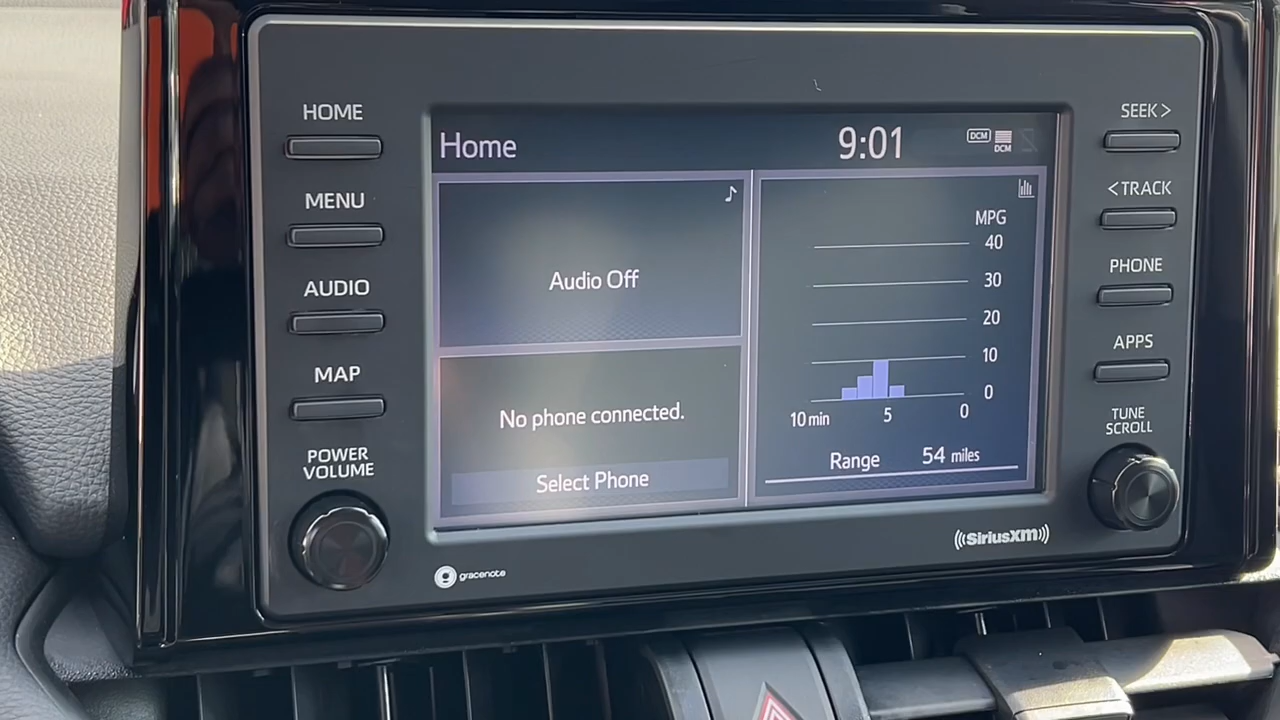 HOME
MENU
AUDIO
MAP
POWER
VOLUME
Home
9:01
DCM
DCM
Audio Off
No phone connected.
Select Phone
MPG
40
30
20
10
0
10 min 5 0
Range 54 miles
SEEK >
< TRACK
PHONE
APPS
TUNE
SCROLL
gracenote
((SiriusXM))